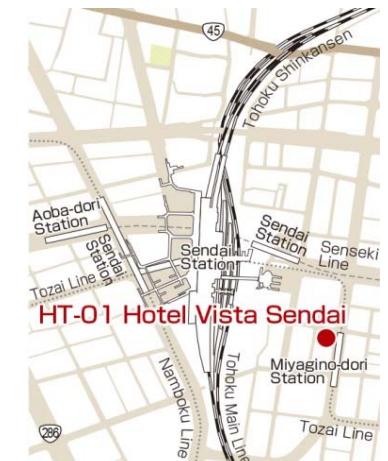 45
Tohoku Shinkansen
Aoba-dori
Station
Sendai
Station
Sendai
Station
Sendai
Station
Senseki
Line
Tozai Line
HT-01 Hotel Vista Sendai
Miyagino-dori
Station
Namboku Line
Tohoku Main Line
286
Tozai Line